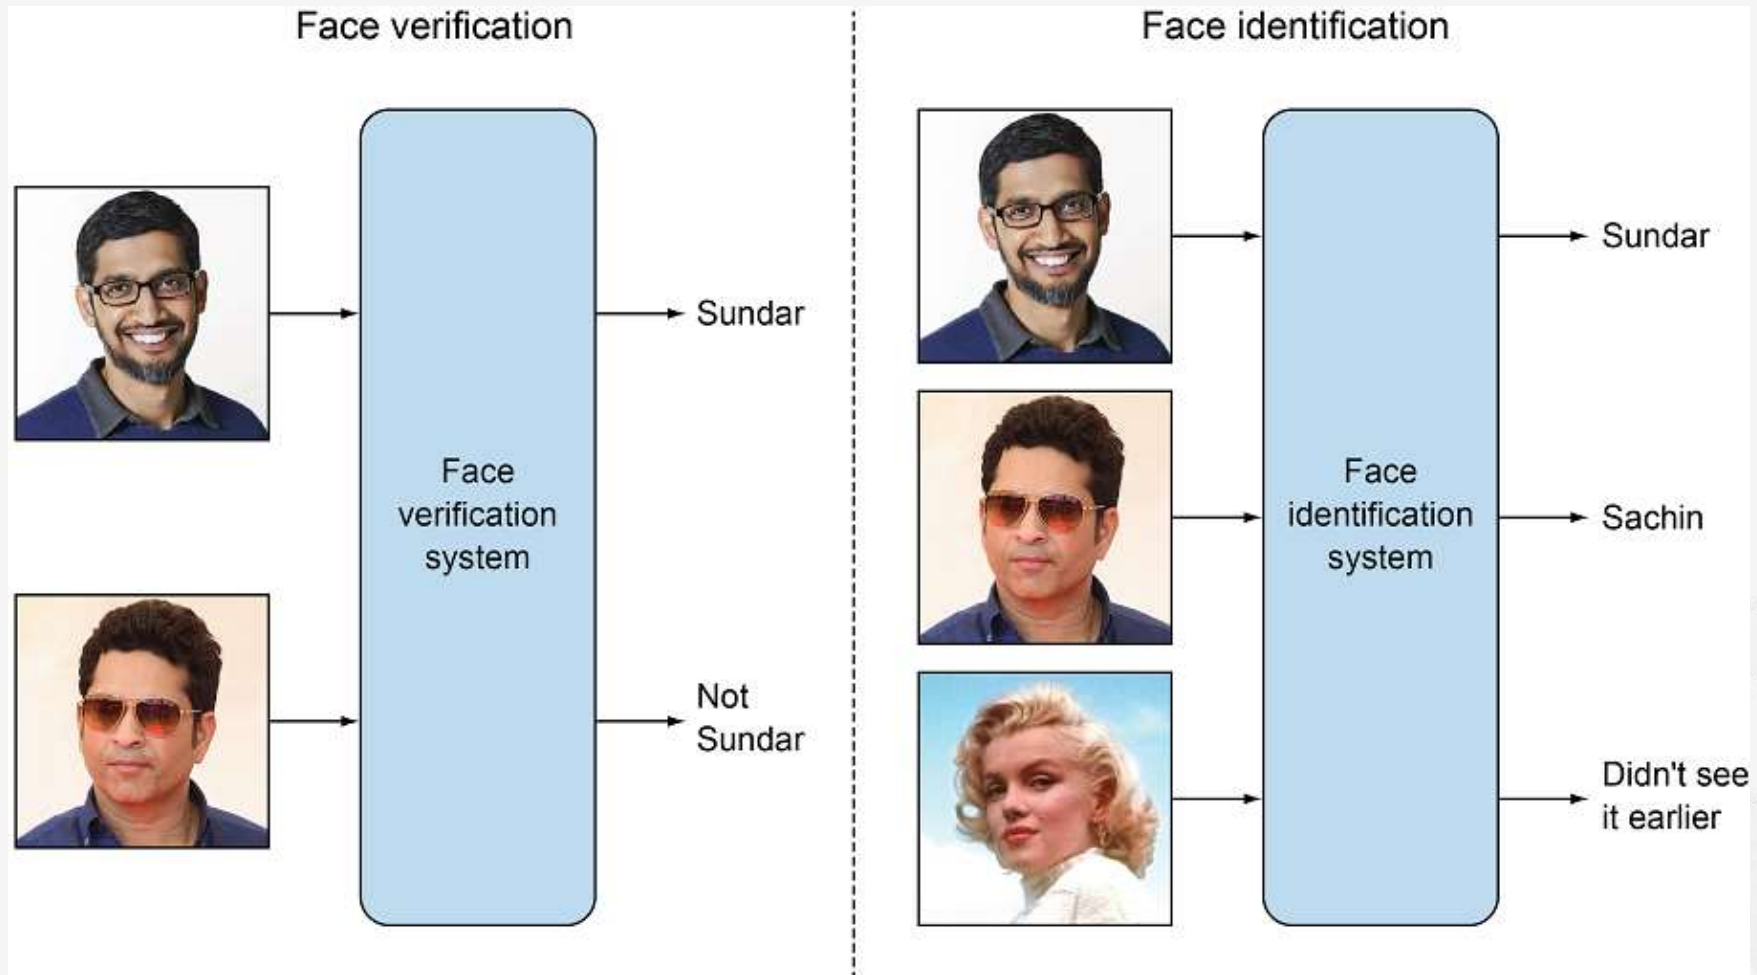 Face verification
Sundar
Face
verification
system
Not
Sundar
Face identification
Sundar
Face
identification
system
Sachin
Didn't see
it earlier